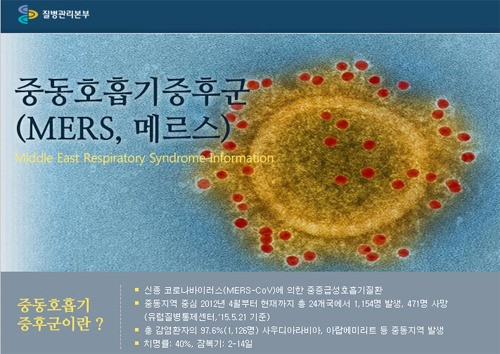 질병관리본부
중동호흡기증후군
(MERS, 메르스)
Middle East Respiratory Syndrome Information
중동호흡기
증후군이란 ?
신종 코로나바이러스(MERS-CoV)에 의한 중증급성호흡기질환
중동지역 중심 2012년 4월부터 현재까지 총 24개국에서 1,154명 발생, 471명 사망
(유럽질병통제센터,'15.5.21 기준)
총 감염환자의 97.6%(1,126명) 사우디아라비아, 아랍에미리트 등 중동지역 발생
치명률: 40%, 잠복기: 2-14일